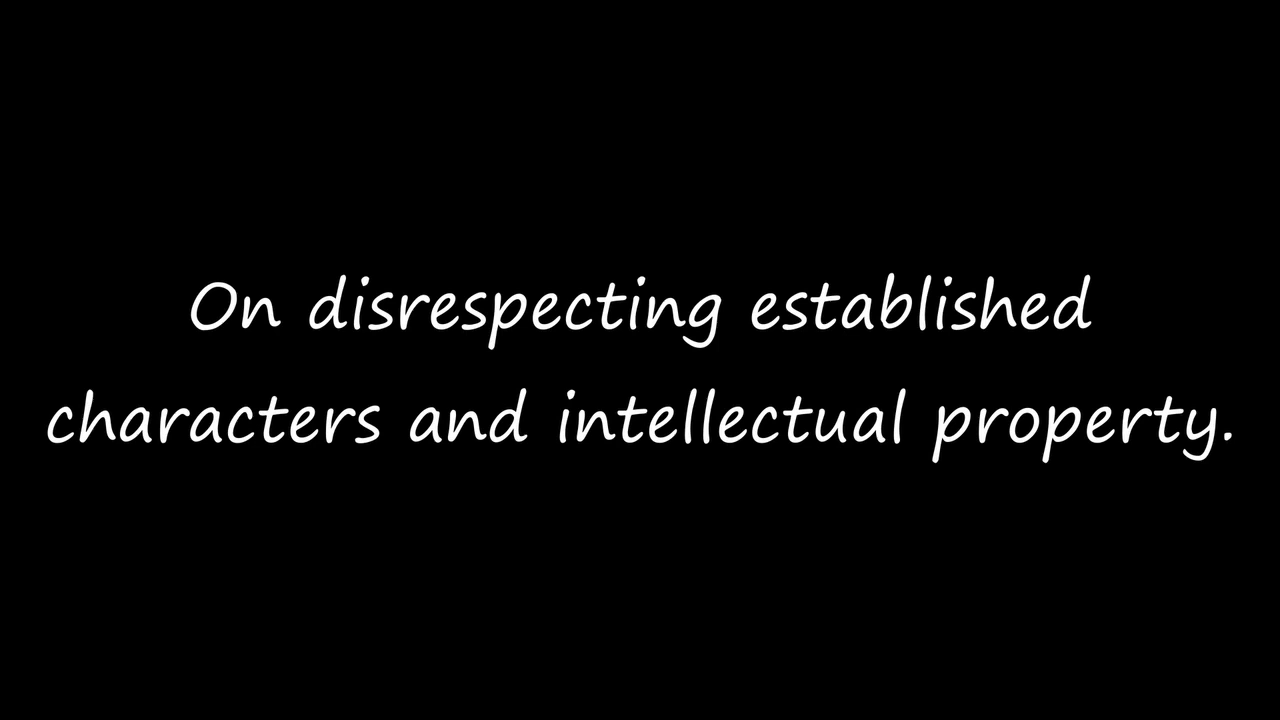 On disrespecting established
characters and intellectual property.